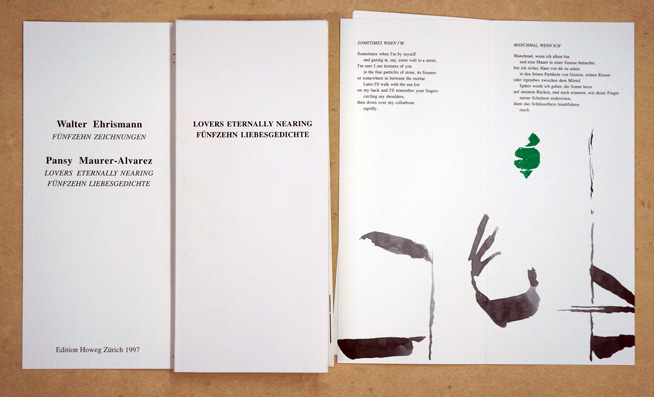 Walter Ehrismann
FÜNFZEHN ZEICHNUNGEN
Pansy Maurer-Alvarez
LOVERS ETERNALLY NEARING
FÜNFZEHN LIEBESGEDICHTE
Edition Howeg Zürich 1997
LOVERS ETERNALLY NEARING
FÜNFZEHN LIEBESGEDICHTE
SOMETIMES WHEN I'M
Sometimes when I'm by myself
and gazing at, say, some wall in a street,
I'm sure I see textures of you
in the fine particles of stone, its fissures
or somewhere in between the mortar.
Later I'll walk with the sun hot
on my back and I'll remember your fingers
circling my shoulders,
then down over my collarbone
rapidly.
MANCHMAL, WENN ICH
Manchmal, wenn ich allein bin
und eine Mauer in einer Strasse betrachte,
bin ich sicher, Haut von dir zu sehen
in den feinen Partikeln von Gestein, seinen Rissen
oder irgendwo zwischen dem Mörtel.
Später werde ich gehen, die Sonne heiss
auf meinem Rücken, und mich erinnern, wie deine Finger
meine Schultern umkreisten,
dann das Schlüsselbein hinabfuhren
rasch